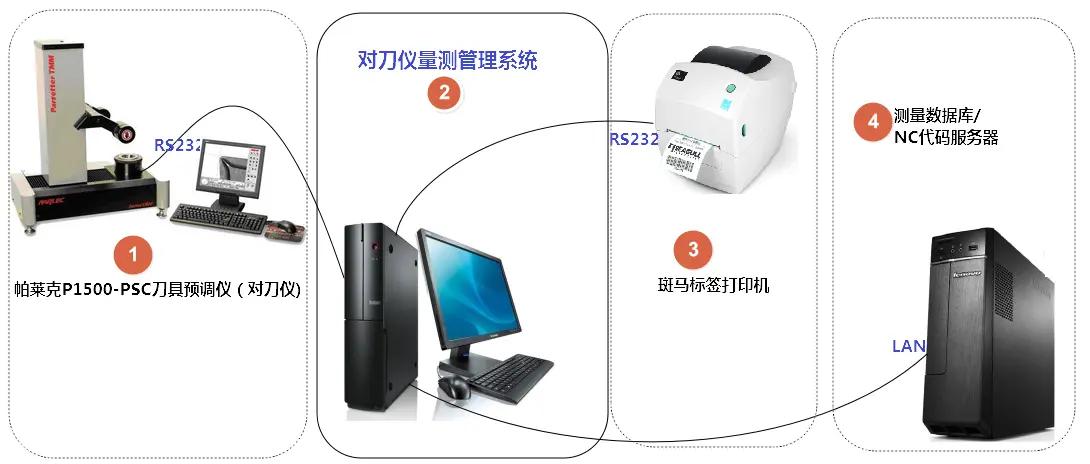 Parsetter TMM
RS232
PARLEC
1
帕莱克P1500-PSC刀具预调仪（对刀仪)
对刀仪量测管理系统
2
RS232
3
斑马标签打印机
4
测量数据库/
NC代码服务器
LAN
lenovo